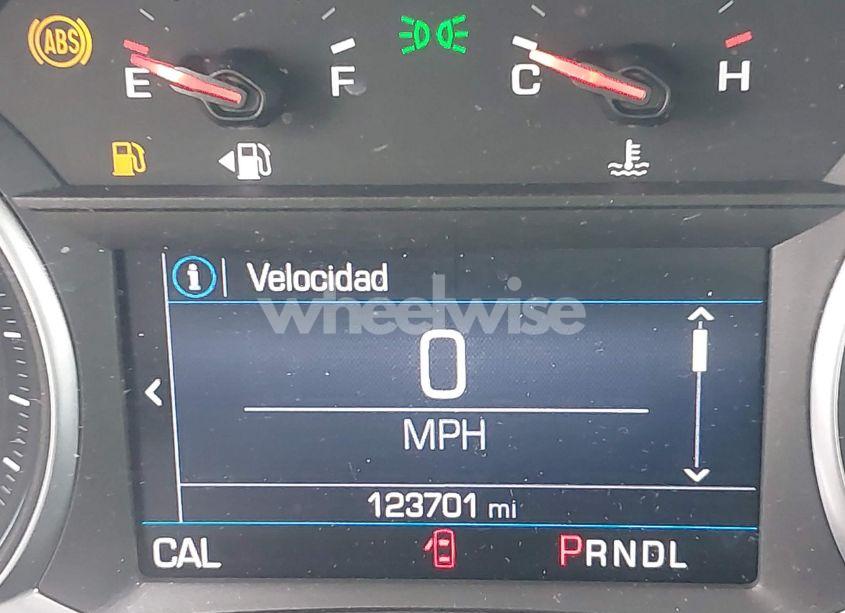 ABS
E F C H
i Velocidad
wheelwise
0
MPH
123701 mi
CAL PRNDL